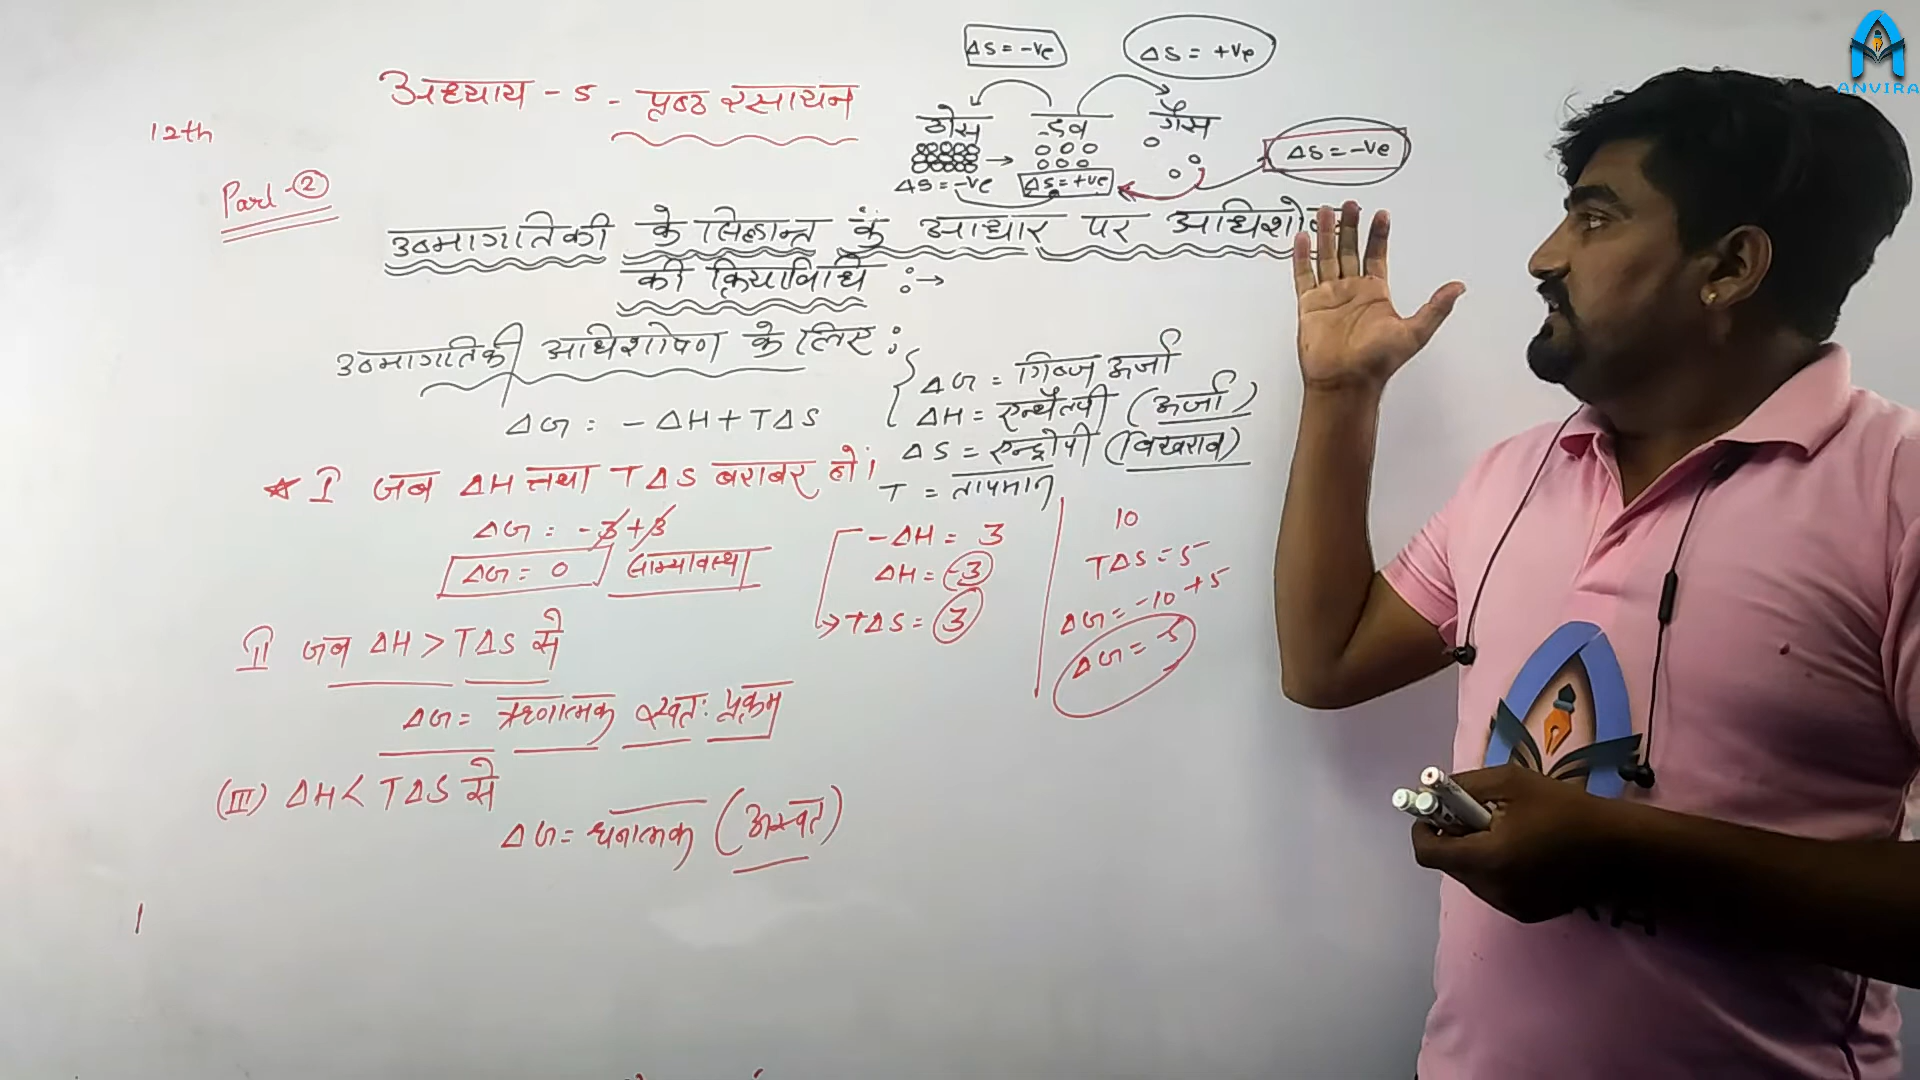 ANVIRA
ΔS = -ve
ΔS = +ve
अध्याय - 5 - पृष्ठ रसायन
12th
ठोस द्रव गैस
ΔS = -ve
ΔS = -ve ΔS = +ve
Part - 2
उष्मागतिकी के सिद्धान्त के आधार पर
की क्रियाविधि :→
उष्मागतिकी अधिशोषण के लिए :
ΔG = गिब्ज ऊर्जा
ΔH = एन्थैल्पी (ऊर्जा)
ΔG = -ΔH + TΔS
ΔS = एन्ट्रोपी (बिखराव)
T = तापमान
* I जब ΔH तथा TΔS बराबर हो।
ΔG = -3 + 3
ΔG = 0 साम्यावस्था
-ΔH = 3
ΔH = -3
TΔS = 3
10
TΔS = 5
ΔG = -10 + 5
ΔG = -5
II जब ΔH > TΔS से
ΔG = ऋणात्मक स्वत: प्रक्रम
(III) ΔH < TΔS से
ΔG = धनात्मक (अस्वत)